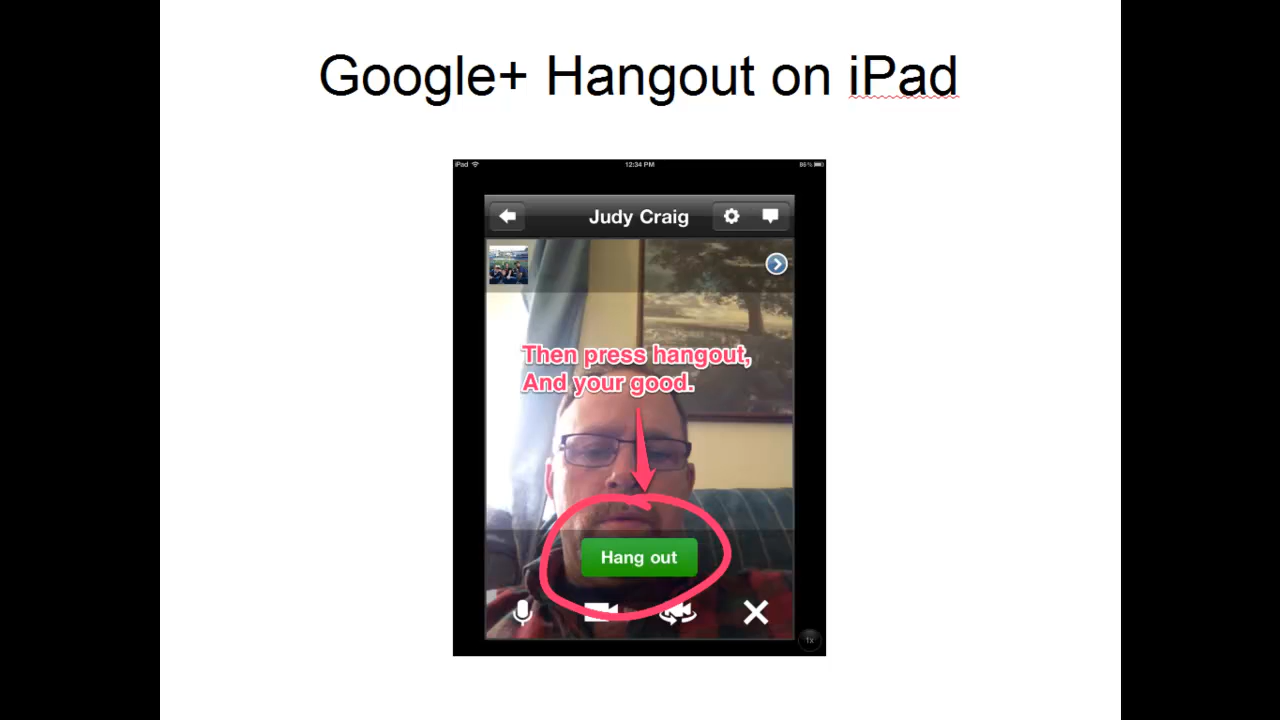 Google+ Hangout on iPad
iPad 12:34 PM 86%
Judy Craig
Then press hangout,
And your good.
Hang out
1x